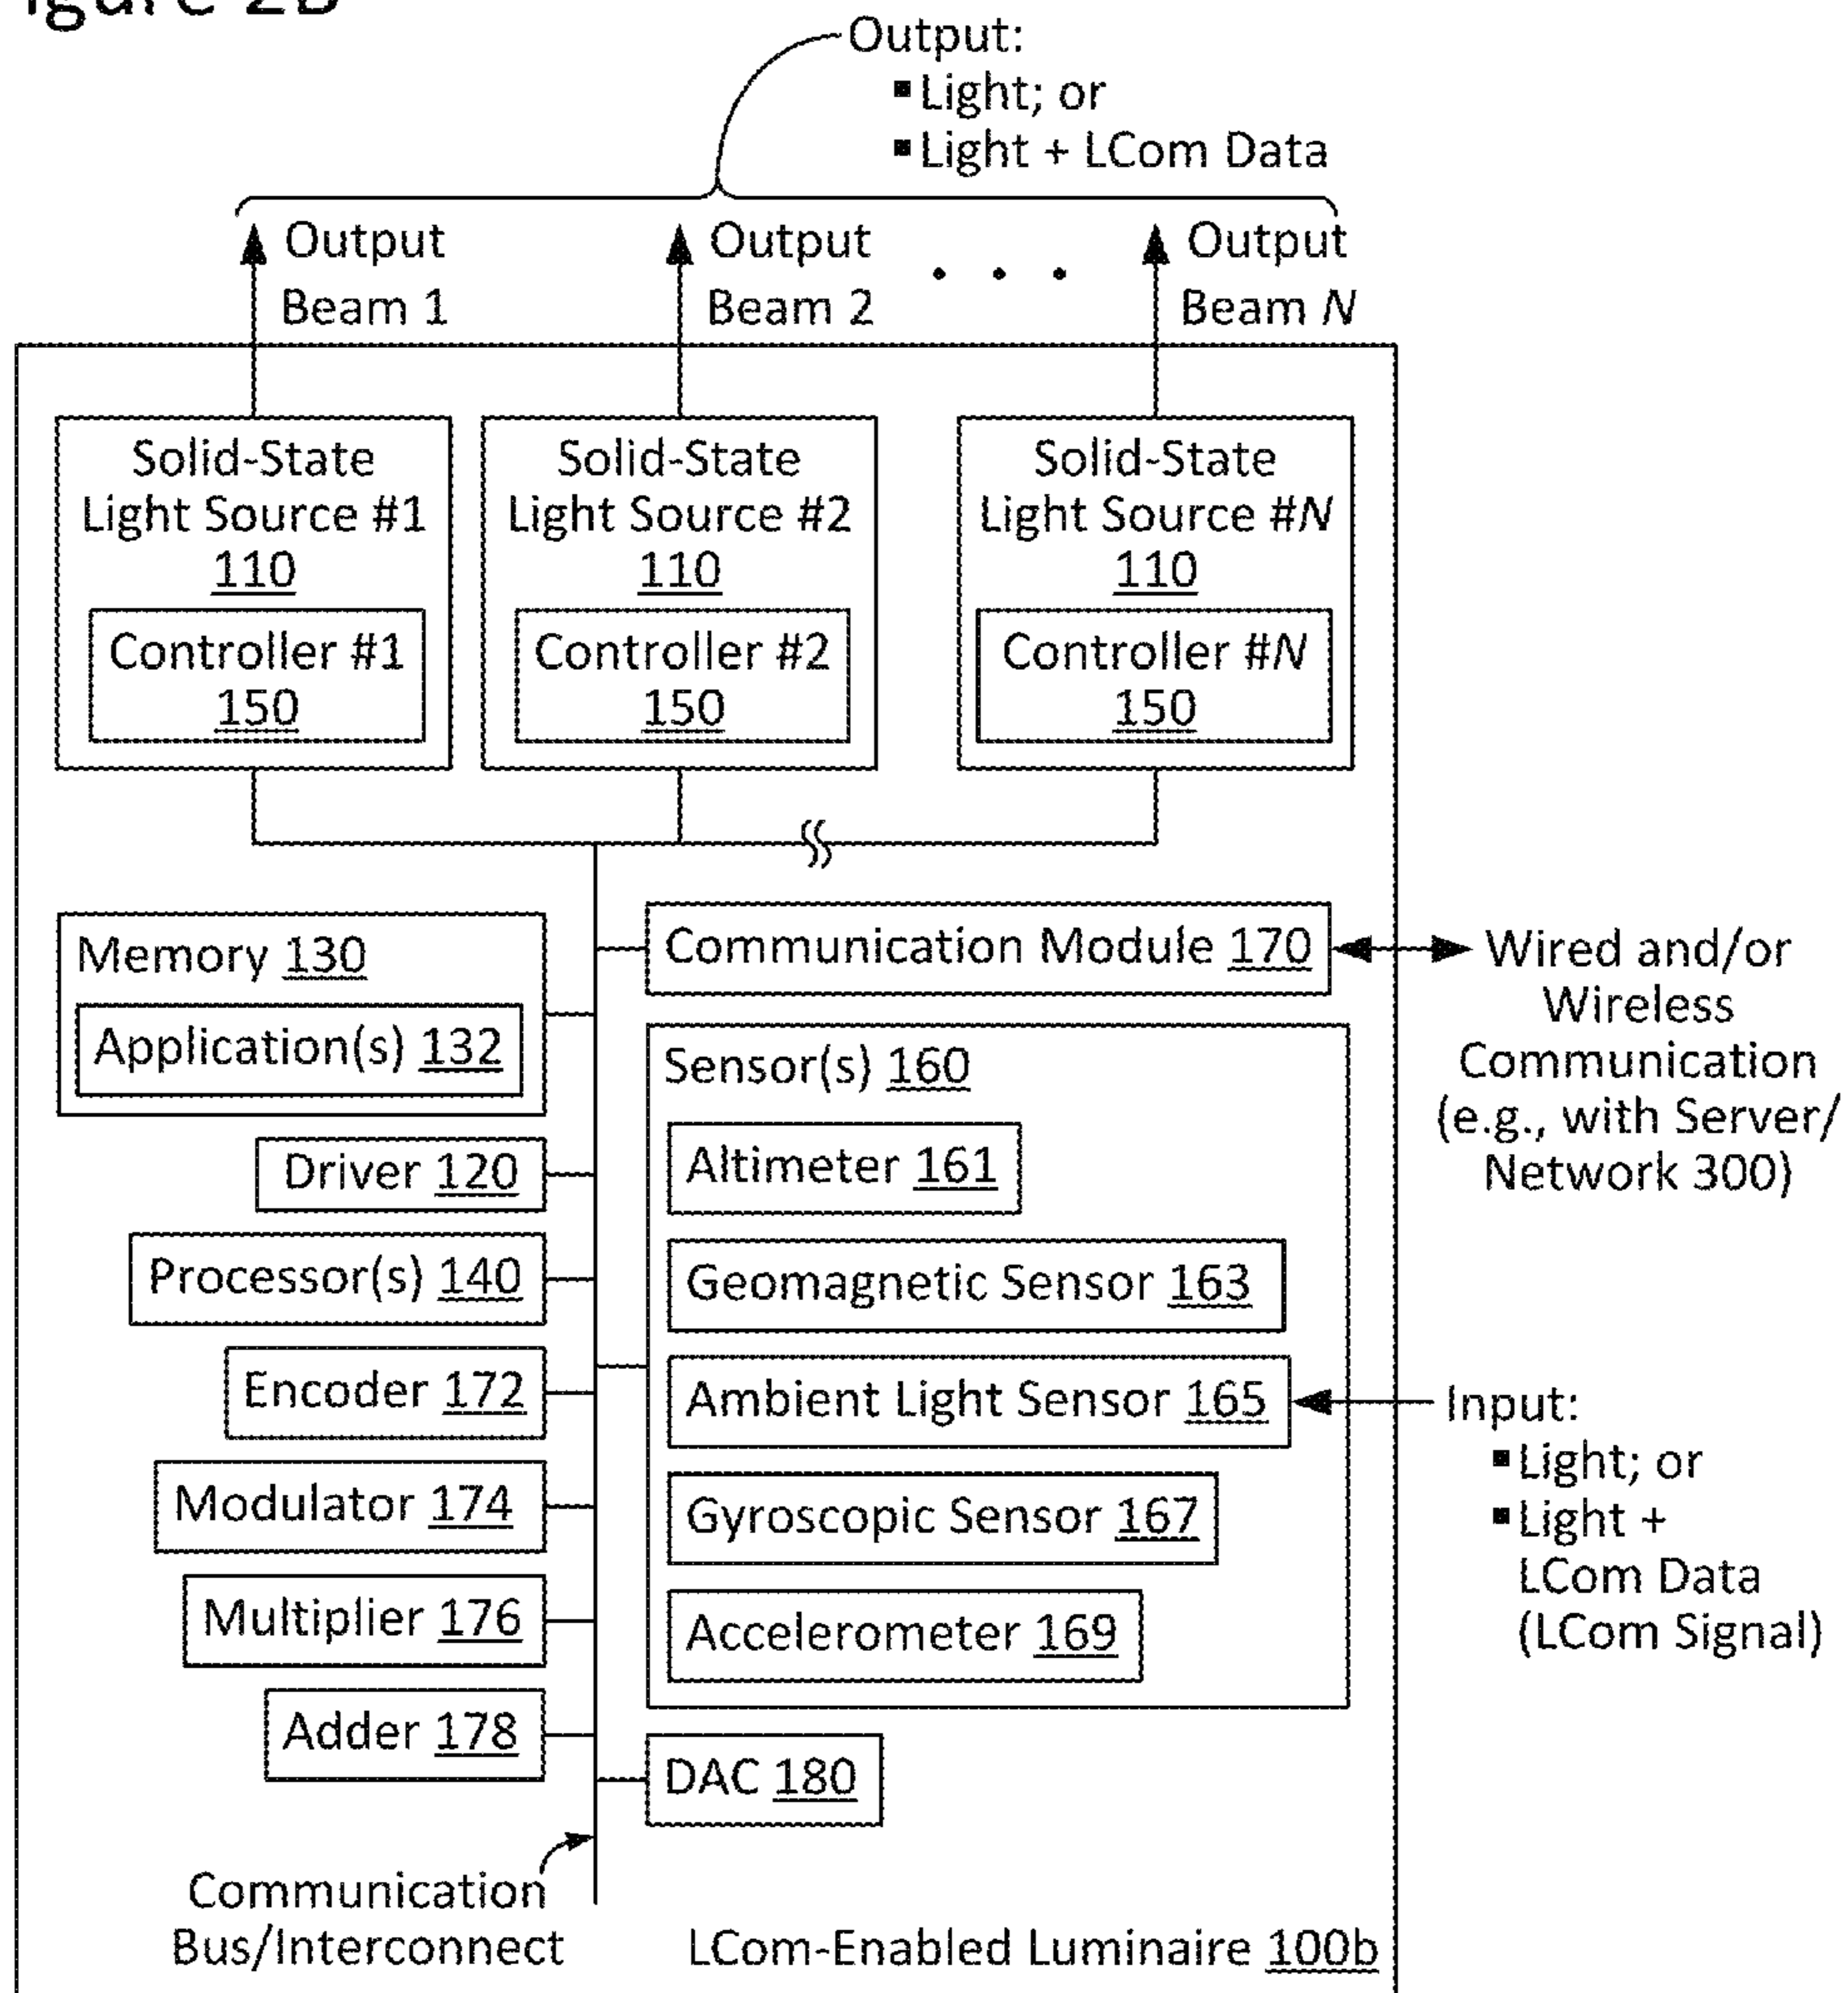 Output:
▪ Light; or
▪ Light + LCom Data
Output Beam 1
Output Beam 2
. . .
Output Beam N
Solid-State
Light Source #1
110
Controller #1
150
Solid-State
Light Source #2
110
Controller #2
150
Solid-State
Light Source #N
110
Controller #N
150
Memory 130
Application(s) 132
Driver 120
Processor(s) 140
Encoder 172
Modulator 174
Multiplier 176
Adder 178
Communication
Bus/Interconnect
Communication Module 170
Sensor(s) 160
Altimeter 161
Geomagnetic Sensor 163
Ambient Light Sensor 165
Gyroscopic Sensor 167
Accelerometer 169
DAC 180
LCom-Enabled Luminaire 100b
Wired and/or
Wireless
Communication
(e.g., with Server/
Network 300)
Input:
▪ Light; or
▪ Light +
LCom Data
(LCom Signal)